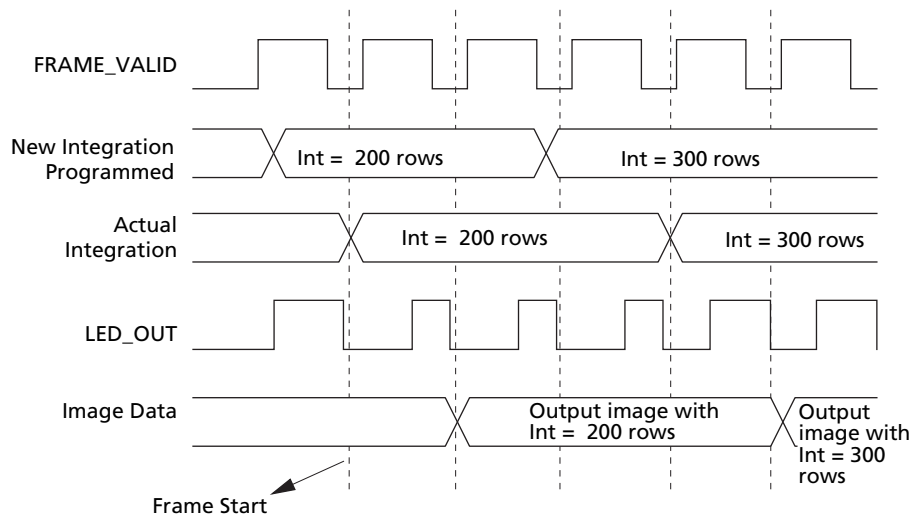 FRAME_VALID
New Integration
Programmed
Int = 200 rows
Int = 300 rows
Actual
Integration
Int = 200 rows
Int = 300 rows
LED_OUT
Image Data
Output image with
Int = 200 rows
Output
image with
Int = 300
rows
Frame Start